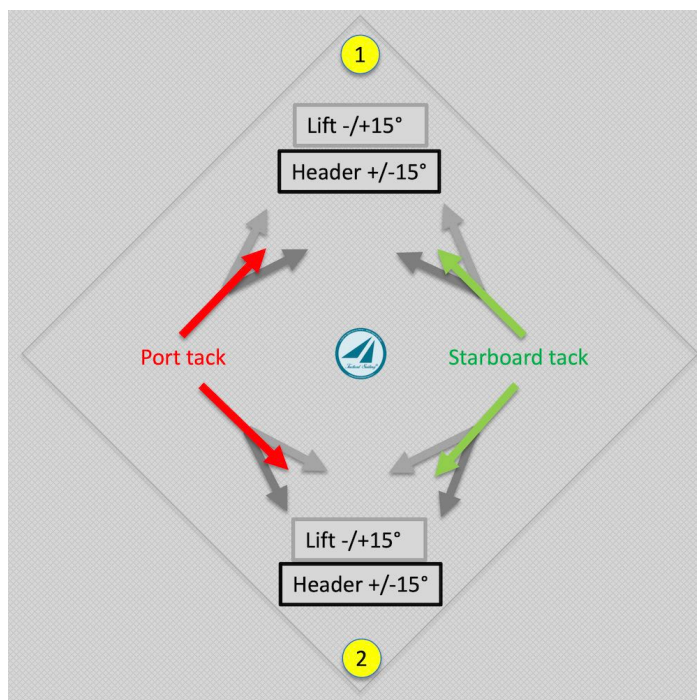 1
Lift -/+15°
Header +/-15°
Port tack
Starboard tack
Lift -/+15°
Header +/-15°
2